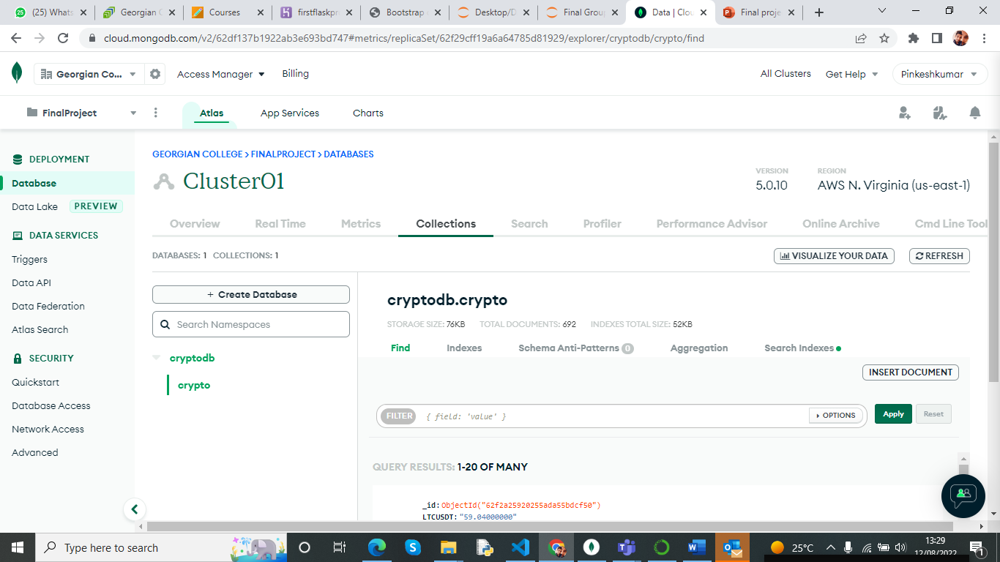 (25) Whats
Georgian C
Courses
firstflaskpr
Bootstrap
Desktop/D
Final Group
Data | Clou
Final proje
cloud.mongodb.com/v2/62df137b1922ab3e693bd747#metrics/replicaSet/62f29cff19a6a64785d81929/explorer/cryptodb/crypto/find
Georgian Co...
Access Manager
Billing
All Clusters
Get Help
Pinkeshkumar
FinalProject
Atlas
App Services
Charts
DEPLOYMENT
Database
Data Lake PREVIEW
DATA SERVICES
Triggers
Data API
Data Federation
Atlas Search
SECURITY
Quickstart
Database Access
Network Access
Advanced
GEORGIAN COLLEGE > FINALPROJECT > DATABASES
Cluster01
VERSION
5.0.10
REGION
AWS N. Virginia (us-east-1)
Overview
Real Time
Metrics
Collections
Search
Profiler
Performance Advisor
Online Archive
Cmd Line Tool
DATABASES: 1 COLLECTIONS: 1
VISUALIZE YOUR DATA
REFRESH
+ Create Database
Search Namespaces
cryptodb
crypto
cryptodb.crypto
STORAGE SIZE: 76KB TOTAL DOCUMENTS: 692 INDEXES TOTAL SIZE: 52KB
Find
Indexes
Schema Anti-Patterns 0
Aggregation
Search Indexes
INSERT DOCUMENT
FILTER { field: 'value' }
OPTIONS
Apply
Reset
QUERY RESULTS: 1-20 OF MANY
_id: ObjectId("62f2a25920255ada55bdcf50")
LTCUSDT: "59.04000000"
Type here to search
25°C
13:29
12/08/2022
1